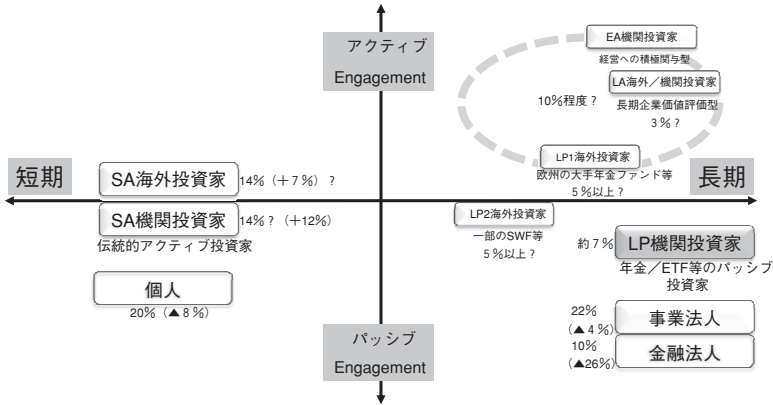 アクティブ
Engagement
EA機関投資家
経営への積極関与型
LA海外／機関投資家
10％程度？
長期企業価値評価型
3％？
LP1海外投資家
欧州の大手年金ファンド等
5％以上？
短期
長期
SA海外投資家
14％（＋7％）？
SA機関投資家
14％？（＋12％）
伝統的アクティブ投資家
LP2海外投資家
一部のSWF等
5％以上？
約7％
LP機関投資家
年金／ETF等のパッシブ
投資家
個人
20％（▲8％）
22％
（▲4％）
事業法人
10％
（▲26％）
金融法人
パッシブ
Engagement